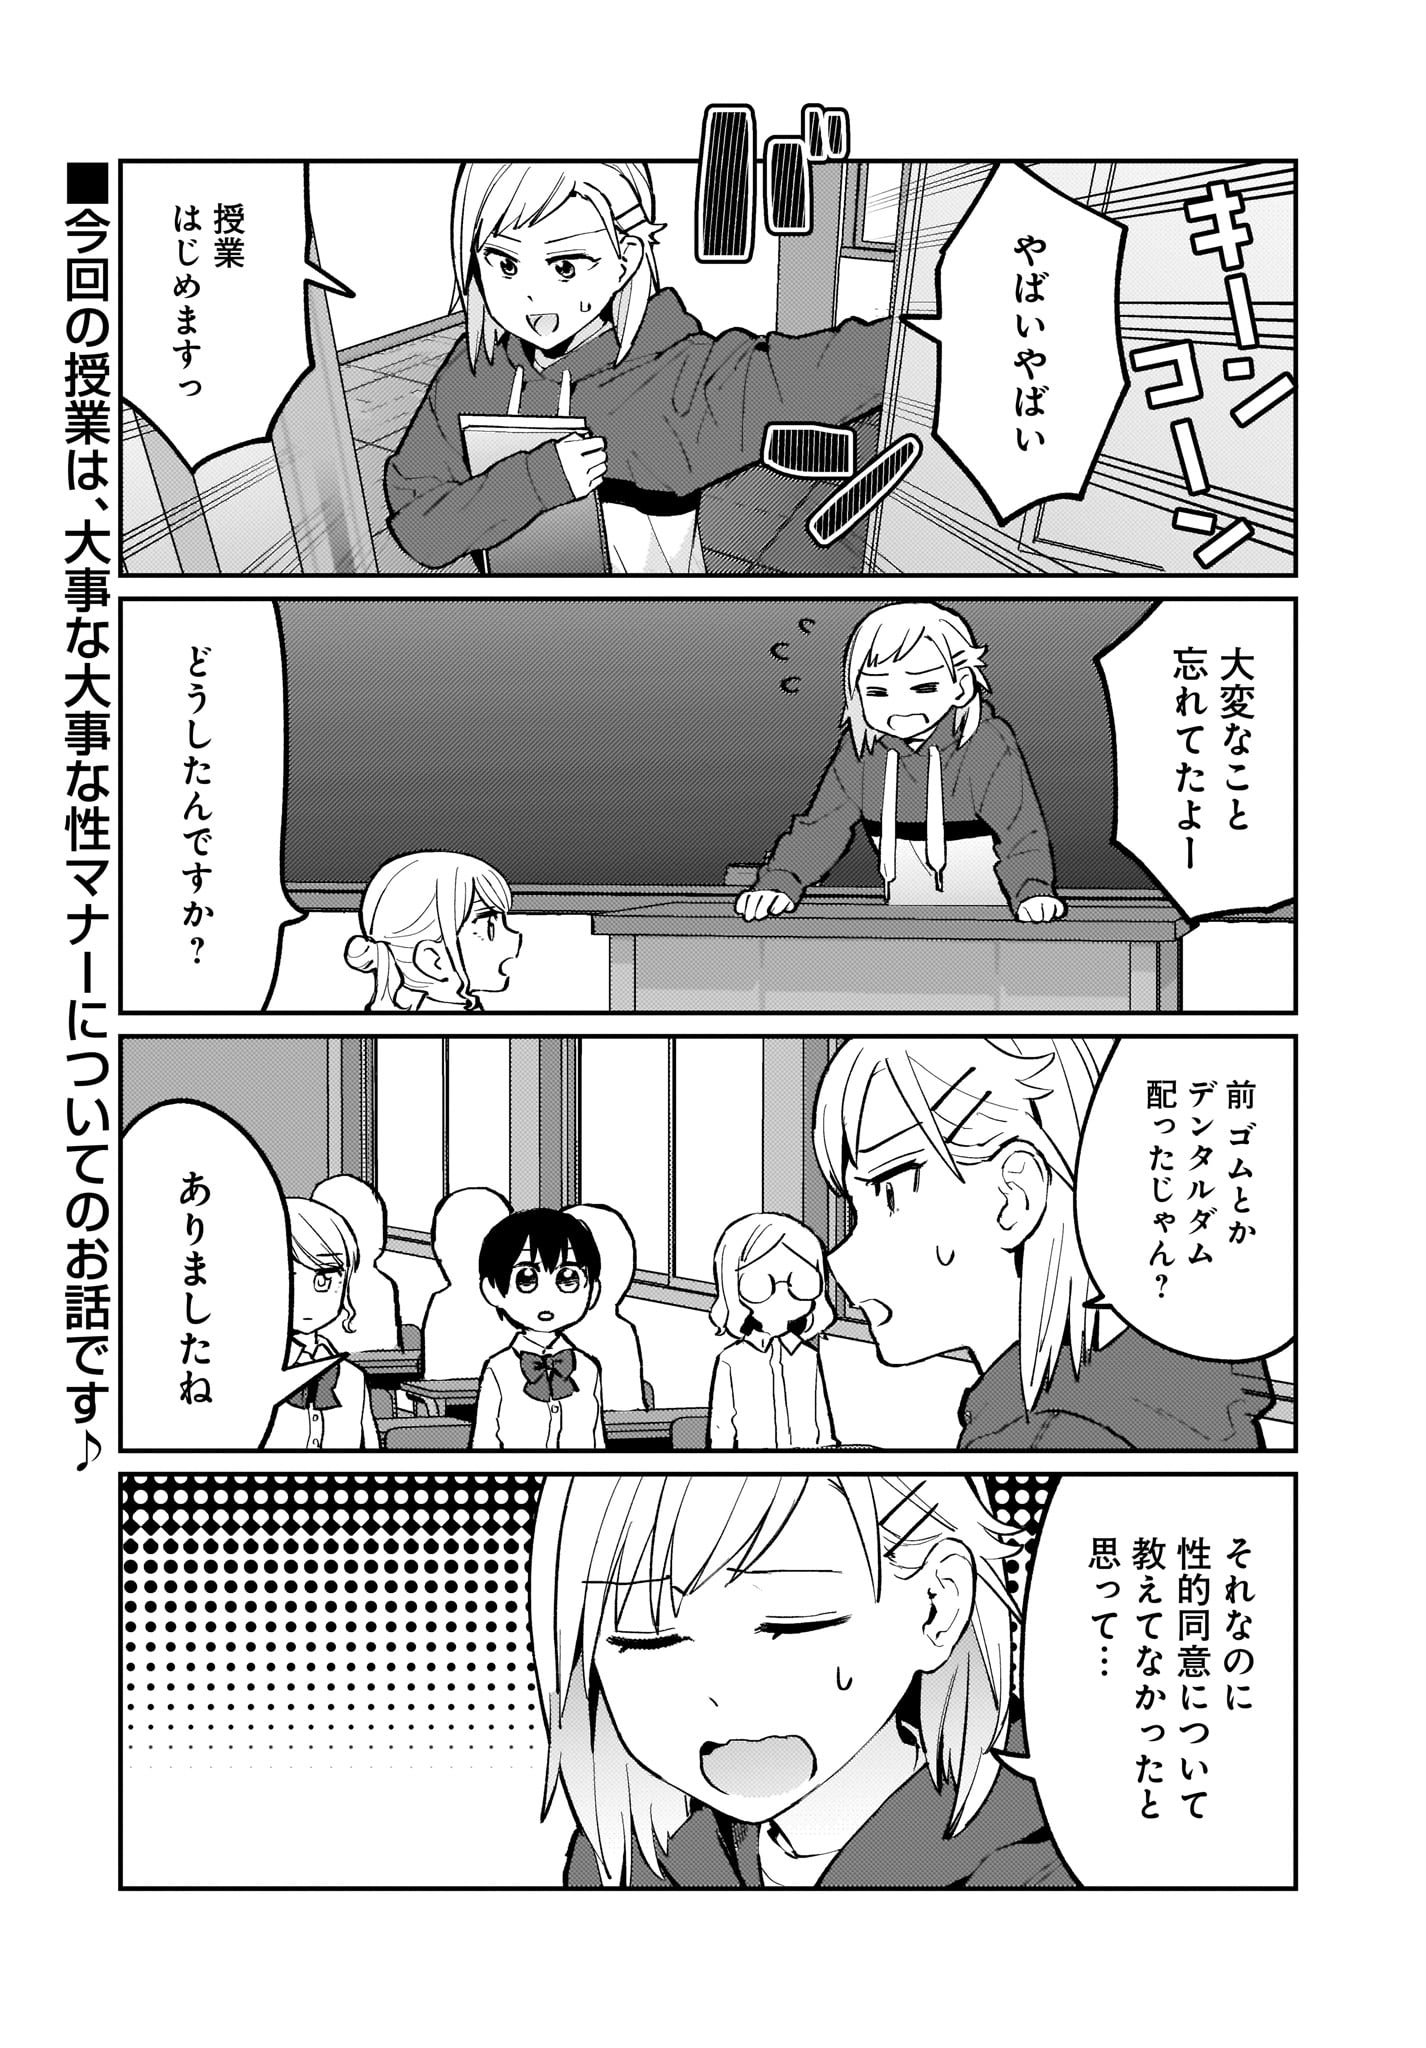 キーンコーン
やばいやばい
ガラッ
授業
はじめますっ
大変なこと
忘れてたよー
どうしたんですか?
前 ゴムとか
デンタルダム
配ったじゃん?
ありましたね
それなのに
性的同意について
教えてなかったと
思って…
■今回の授業は、大事な大事な性マナーについてのお話です♪